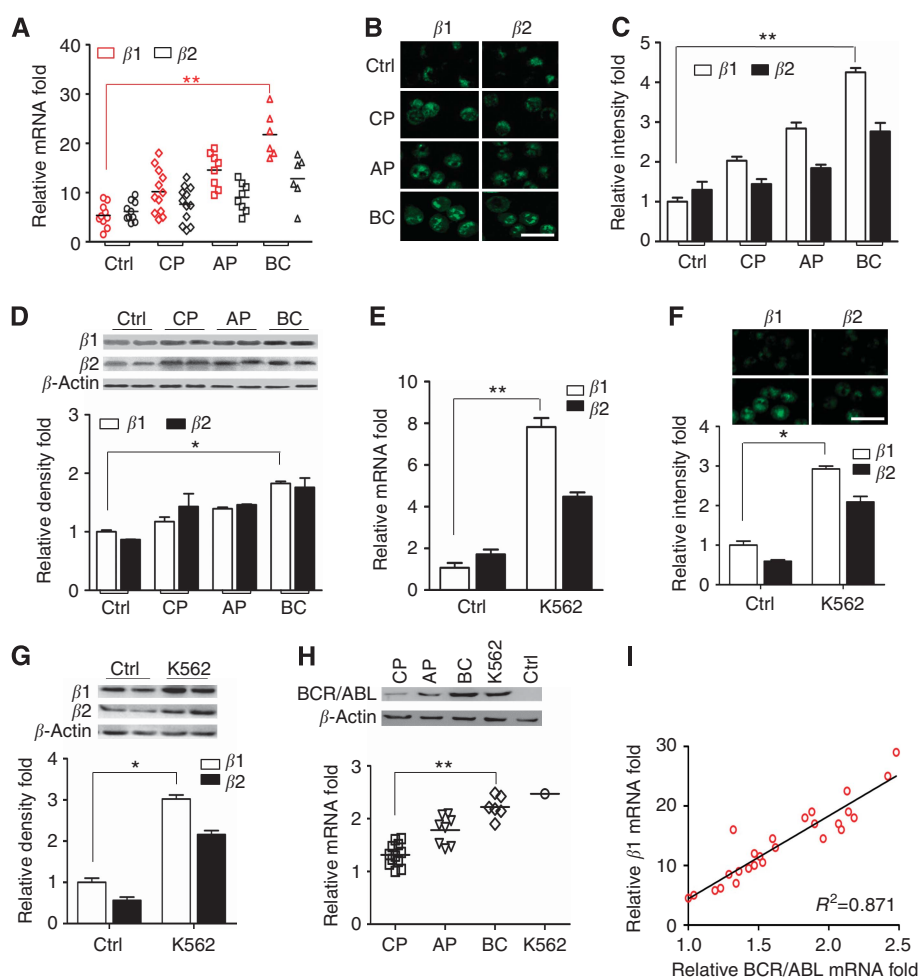 A
β1 β2
**
Relative mRNA fold
40
30
20
10
0
Ctrl CP AP BC
B
β1 β2
Ctrl
CP
AP
BC
C
**
β1
β2
Relative intensity fold
5
4
3
2
1
0
Ctrl CP AP BC
D
Ctrl CP AP BC
β1
β2
β-Actin
β1 β2
*
Relative density fold
3
2
1
0
Ctrl CP AP BC
E
**
β1
β2
Relative mRNA fold
8
6
4
2
0
Ctrl K562
F
β1 β2
*
β1
β2
Relative intensity fold
4
3
2
1
0
Ctrl K562
G
Ctrl K562
β1
β2
β-Actin
*
β1
β2
Relative density fold
4
3
2
1
0
Ctrl K562
H
CP AP BC K562 Ctrl
BCR/ABL
β-Actin
**
Relative mRNA fold
4
3
2
1
0
CP AP BC K562
I
Relative β1 mRNA fold
30
20
10
0
R2=0.871
1.0 1.5 2.0 2.5
Relative BCR/ABL mRNA fold